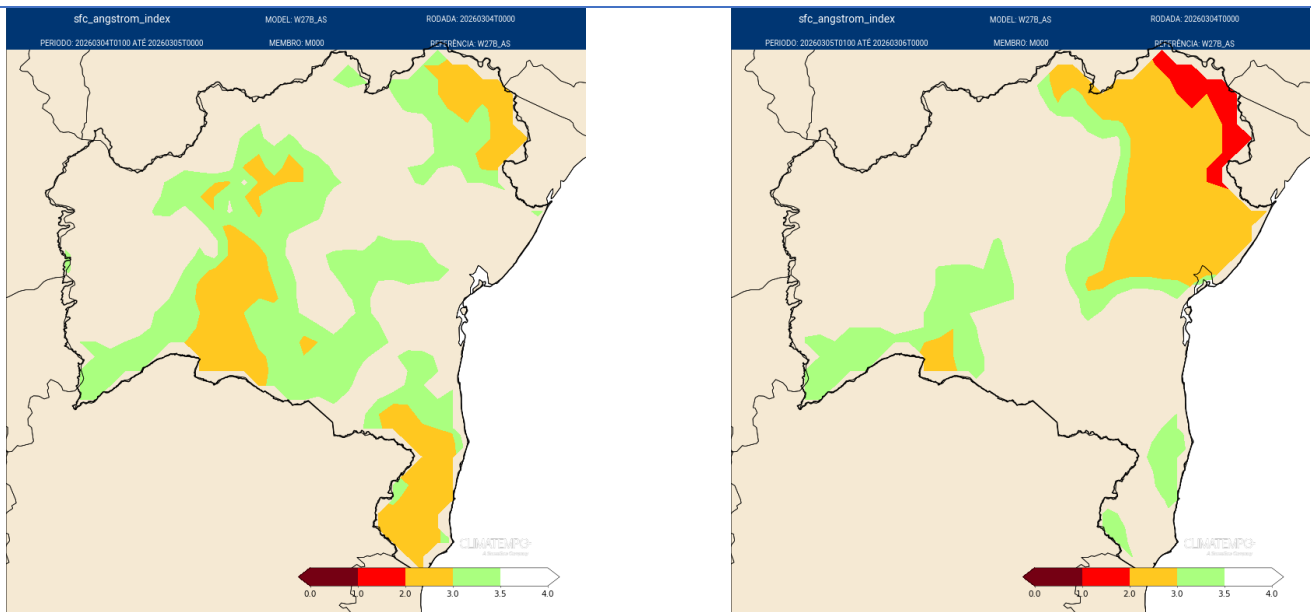 sfc_angstrom_index MODEL: W27B_AS RODADA: 20260304T0000
PERIODO: 20260304T0100 ATÉ 20260305T0000 MEMBRO: M000 REFERÊNCIA: W27B_AS
CLIMATEMPO
0.0 1.0 2.0 3.0 3.5 4.0
sfc_angstrom_index MODEL: W27B_AS RODADA: 20260304T0000
PERIODO: 20260305T0100 ATÉ 20260306T0000 MEMBRO: M000 REFERÊNCIA: W27B_AS
CLIMATEMPO
0.0 1.0 2.0 3.0 3.5 4.0